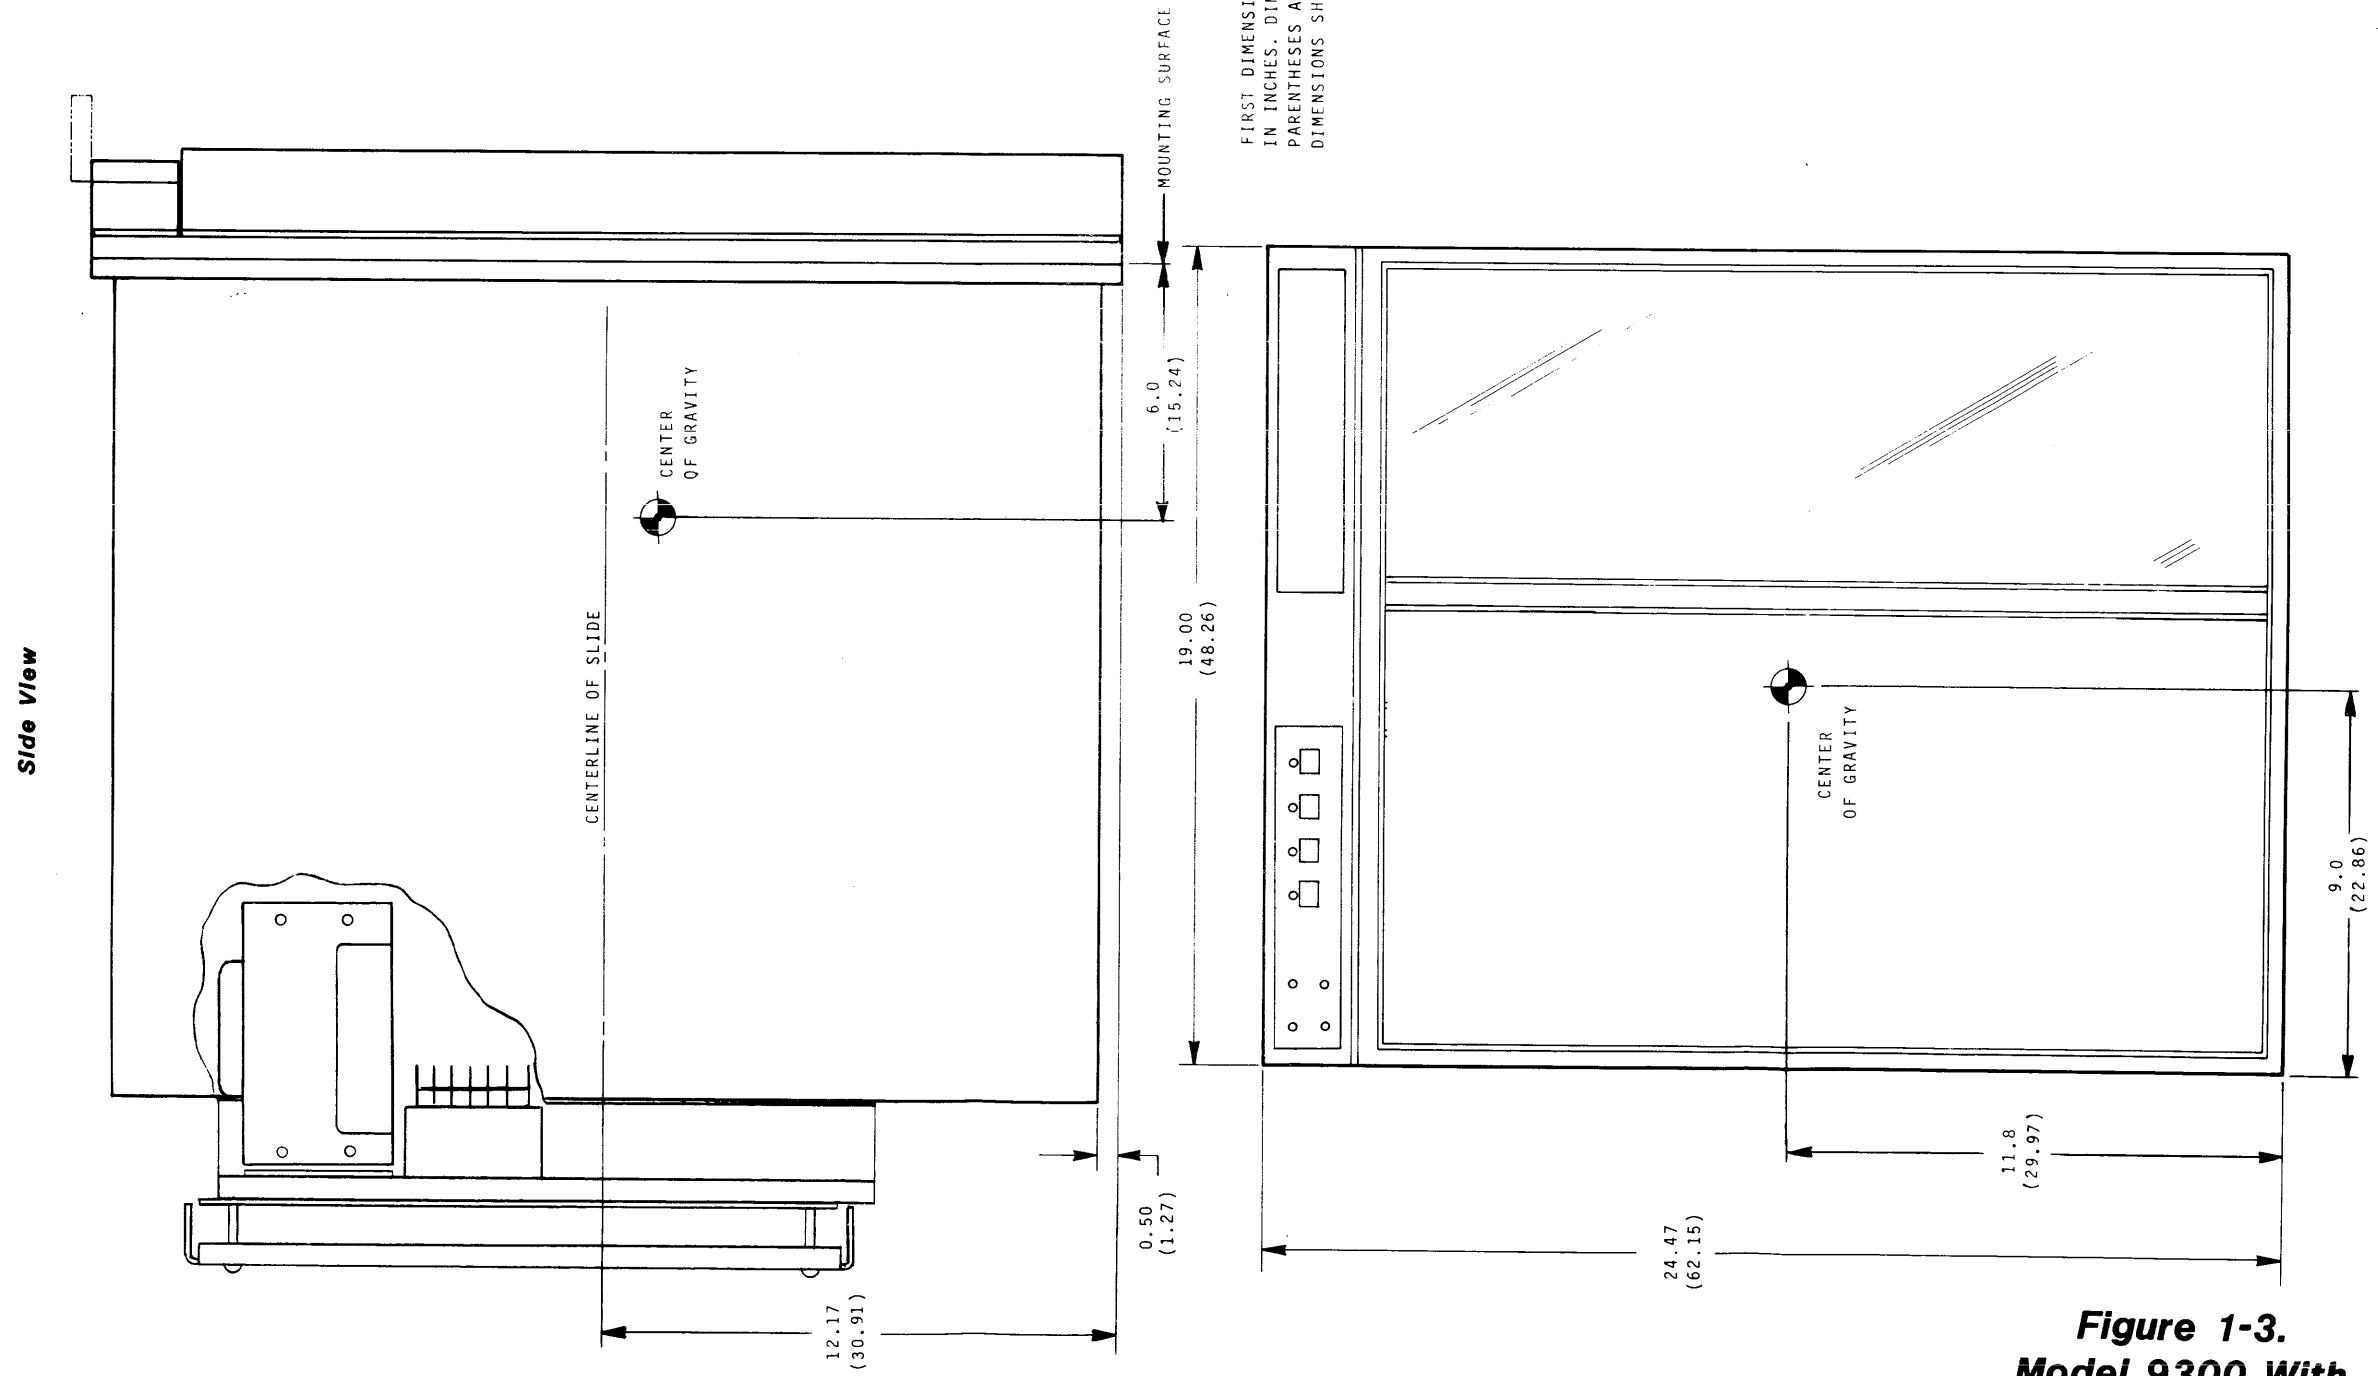 Side View
MOUNTING SURFACE
FIRST DIMENSI
IN INCHES. DI
PARENTHESES A
DIMENSIONS SH
CENTER
OF GRAVITY
6.0
(15.24)
CENTERLINE OF SLIDE
19.00
(48.26)
CENTER
OF GRAVITY
9.0
(22.86)
0.50
(1.27)
11.8
(29.97)
24.47
(62.15)
12.17
(30.91)
Figure 1-3.
Model 9300 With